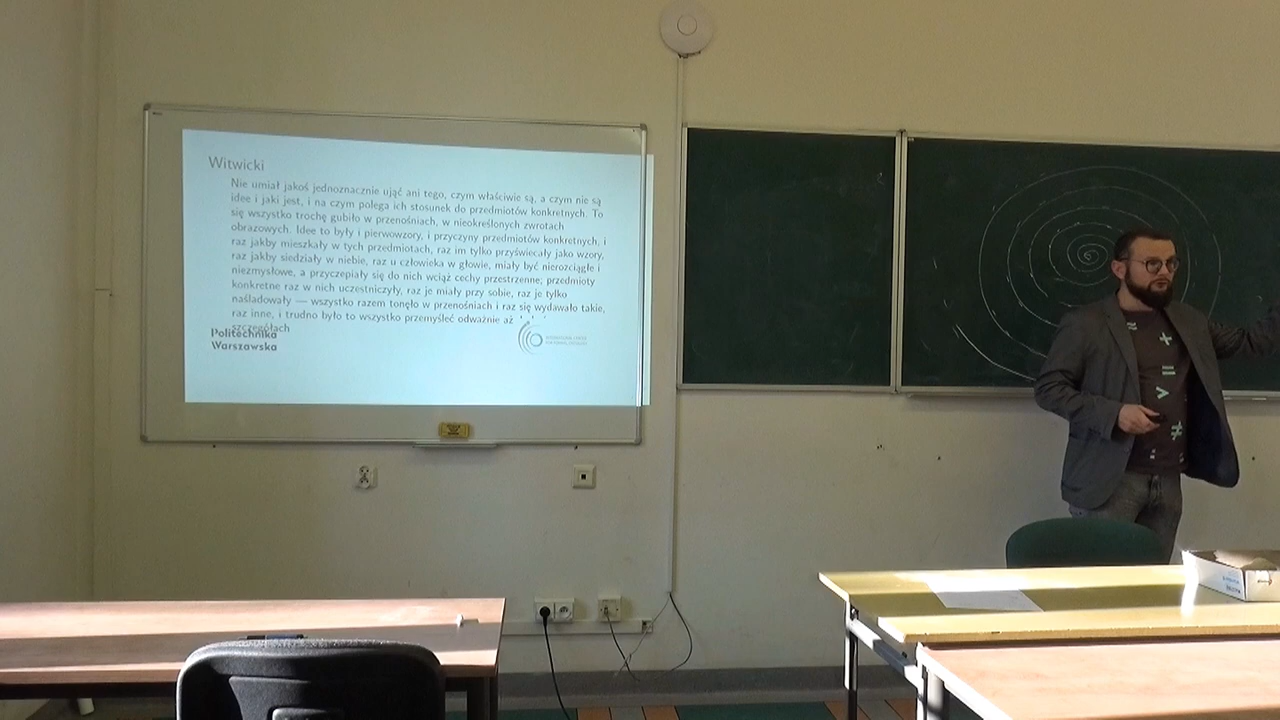 Witwicki
Nie umiał jakoś jednoznacznie ująć ani tego, czym właściwie są, a czym nie są
idee i jaki jest, i na czym polega ich stosunek do przedmiotów konkretnych. To
się wszystko trochę gubiło w przenośniach, w nieokreślonych zwrotach
obrazowych. Idee to były i pierwowzory, i przyczyny przedmiotów konkretnych, i
raz jakby mieszkały w tych przedmiotach, raz im tylko przyświecały jako wzory,
raz jakby siedziały w niebie, raz u człowieka w głowie, miały być nierozciągłe i
niezmysłowe, a przyczepiały się do nich wciąż cechy przestrzenne; przedmioty
konkretne raz w nich uczestniczyły, raz je miały przy sobie, raz je tylko
naśladowały — wszystko razem tonęło w przenośniach i raz się wydawało takie,
raz inne, i trudno było to wszystko przemyśleć odważnie aż
szczegółach
Politechnika
Warszawska
+
=
>
≠